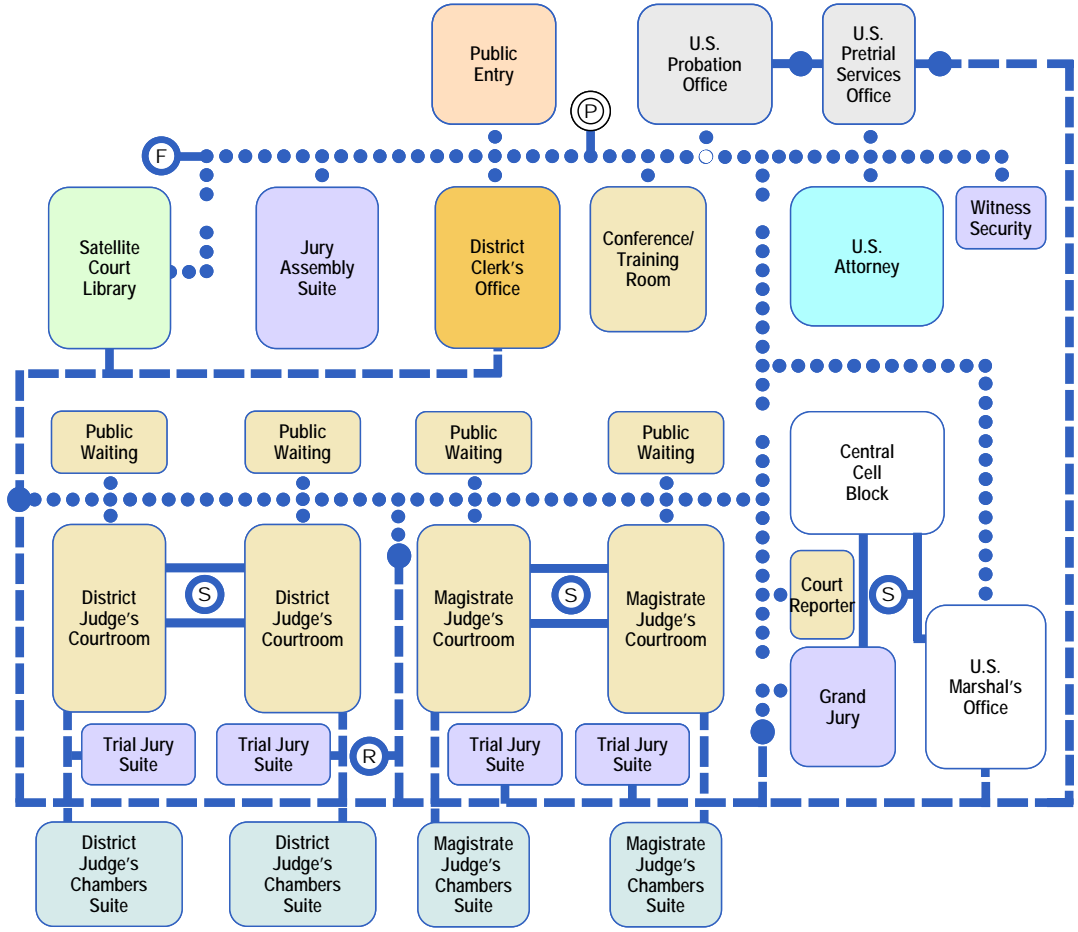 Public
Entry
U.S.
Probation
Office
U.S.
Pretrial
Services
Office
P
F
Satellite
Court
Library
Jury
Assembly
Suite
District
Clerk's
Office
Conference/
Training
Room
U.S.
Attorney
Witness
Security
Public
Waiting
Public
Waiting
Public
Waiting
Public
Waiting
Central
Cell
Block
District
Judge's
Courtroom
S
District
Judge's
Courtroom
Magistrate
Judge's
Courtroom
S
Magistrate
Judge's
Courtroom
Court
Reporter
S
Grand
Jury
U.S.
Marshal's
Office
Trial Jury
Suite
Trial Jury
Suite
R
Trial Jury
Suite
Trial Jury
Suite
District
Judge's
Chambers
Suite
District
Judge's
Chambers
Suite
Magistrate
Judge's
Chambers
Suite
Magistrate
Judge's
Chambers
Suite